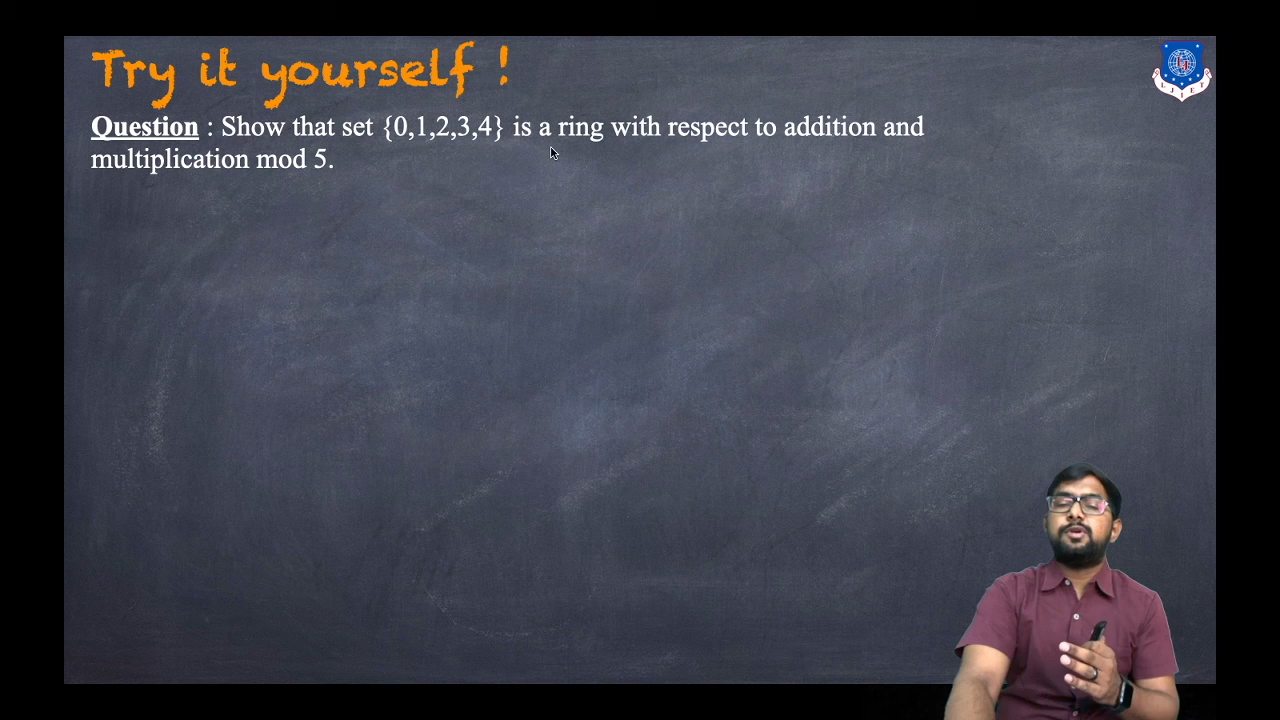 Try it yourself !
Question : Show that set {0,1,2,3,4} is a ring with respect to addition and
multiplication mod 5.
LJIET